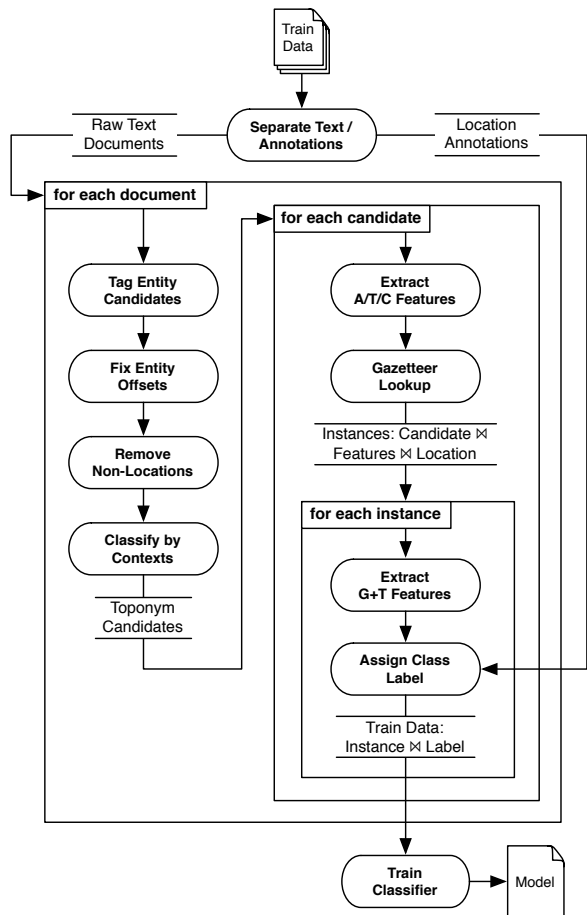 Train
Data
Raw Text
Documents
Separate Text /
Annotations
Location
Annotations
for each document
for each candidate
Tag Entity
Candidates
Fix Entity
Offsets
Remove
Non-Locations
Classify by
Contexts
Toponym
Candidates
Extract
A/T/C Features
Gazetteer
Lookup
Instances: Candidate ⋈
Features ⋈ Location
for each instance
Extract
G+T Features
Assign Class
Label
Train Data:
Instance ⋈ Label
Train
Classifier
Model